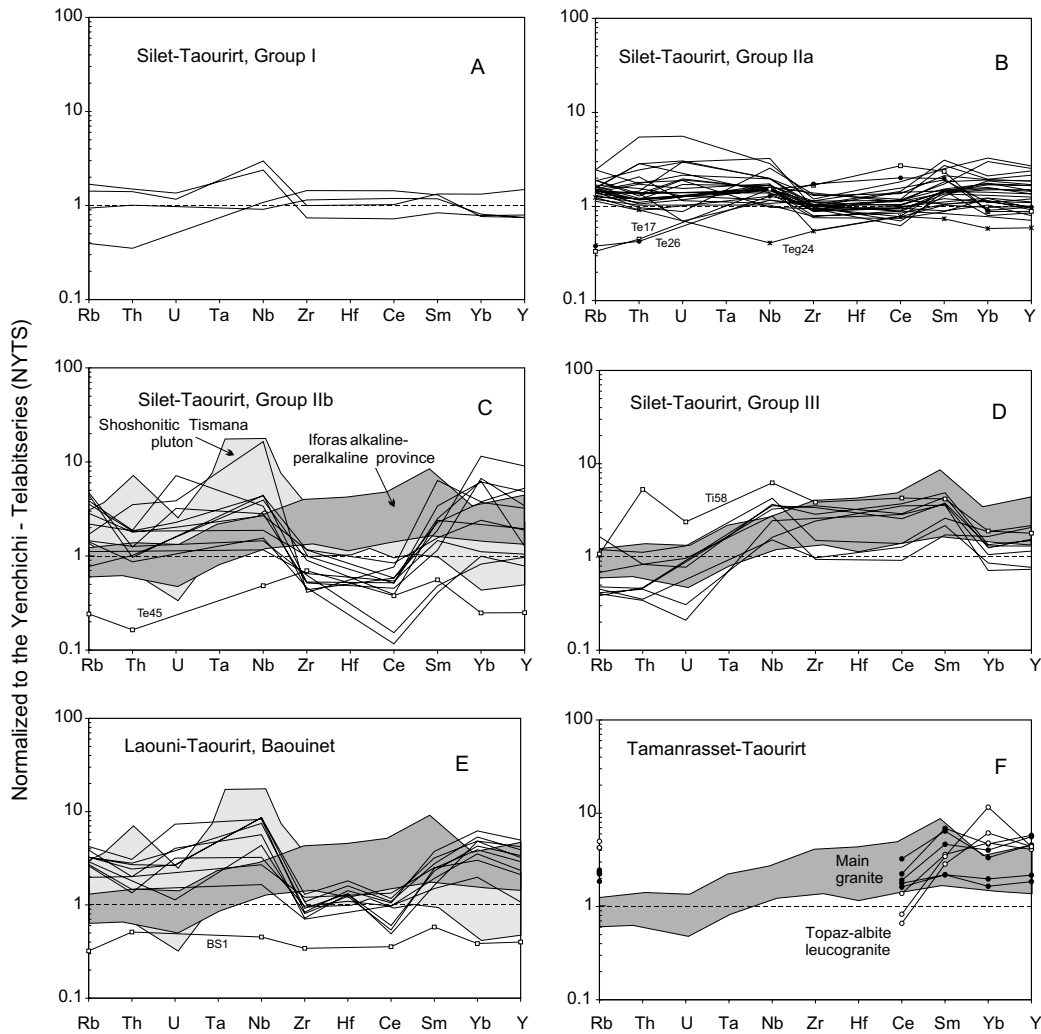 Normalized to the Yenchichi - Telabitseries (NYTS)
100
10
1
0.1
Silet-Taourirt, Group I
A
Rb Th U Ta Nb Zr Hf Ce Sm Yb Y
100
10
1
0.1
Silet-Taourirt, Group IIa
B
Te17
Te26
Teg24
Rb Th U Ta Nb Zr Hf Ce Sm Yb Y
100
10
1
0.1
Silet-Taourirt, Group IIb
C
Shoshonitic Tismana
pluton
Iforas alkaline-
peralkaline province
Te45
Rb Th U Ta Nb Zr Hf Ce Sm Yb Y
100
10
1
0.1
Silet-Taourirt, Group III
D
Ti58
Rb Th U Ta Nb Zr Hf Ce Sm Yb Y
100
10
1
0.1
Laouni-Taourirt, Baouinet
E
BS1
Rb Th U Ta Nb Zr Hf Ce Sm Yb Y
100
10
1
0.1
Tamanrasset-Taourirt
F
Main
granite
Topaz-albite
leucogranite
Rb Th U Ta Nb Zr Hf Ce Sm Yb Y